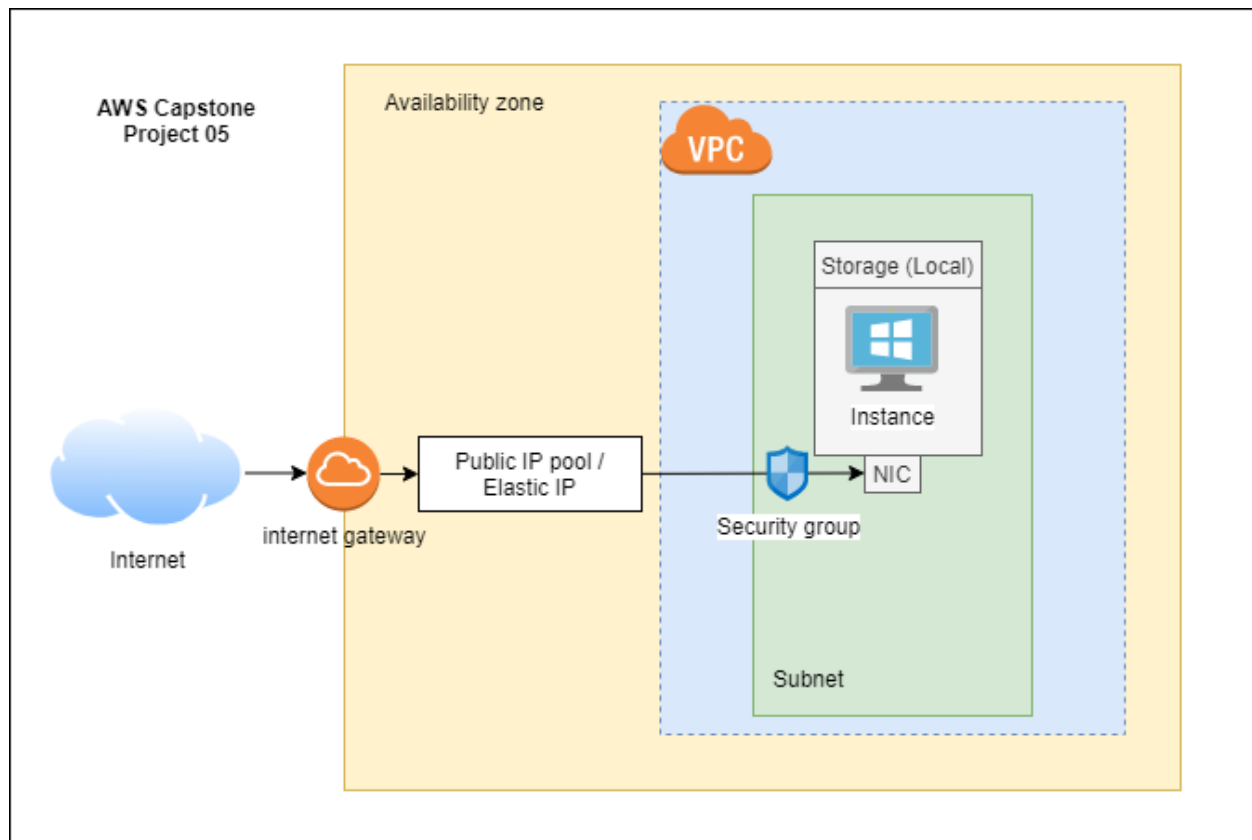 AWS Capstone
Project 05
Availability zone
VPC
Storage (Local)
Instance
NIC
Public IP pool /
Elastic IP
Security group
internet gateway
Internet
Subnet